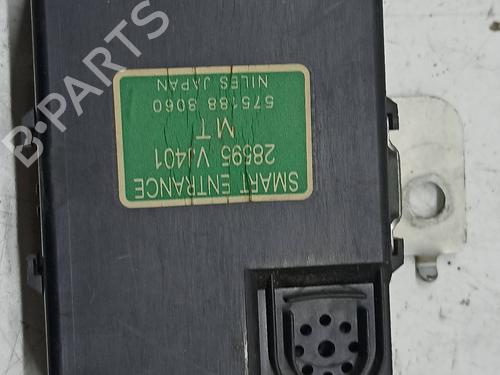 SMART ENTRANCE
28595 VJ401
MT
575188 3060
NILES JAPAN
B-PARTS